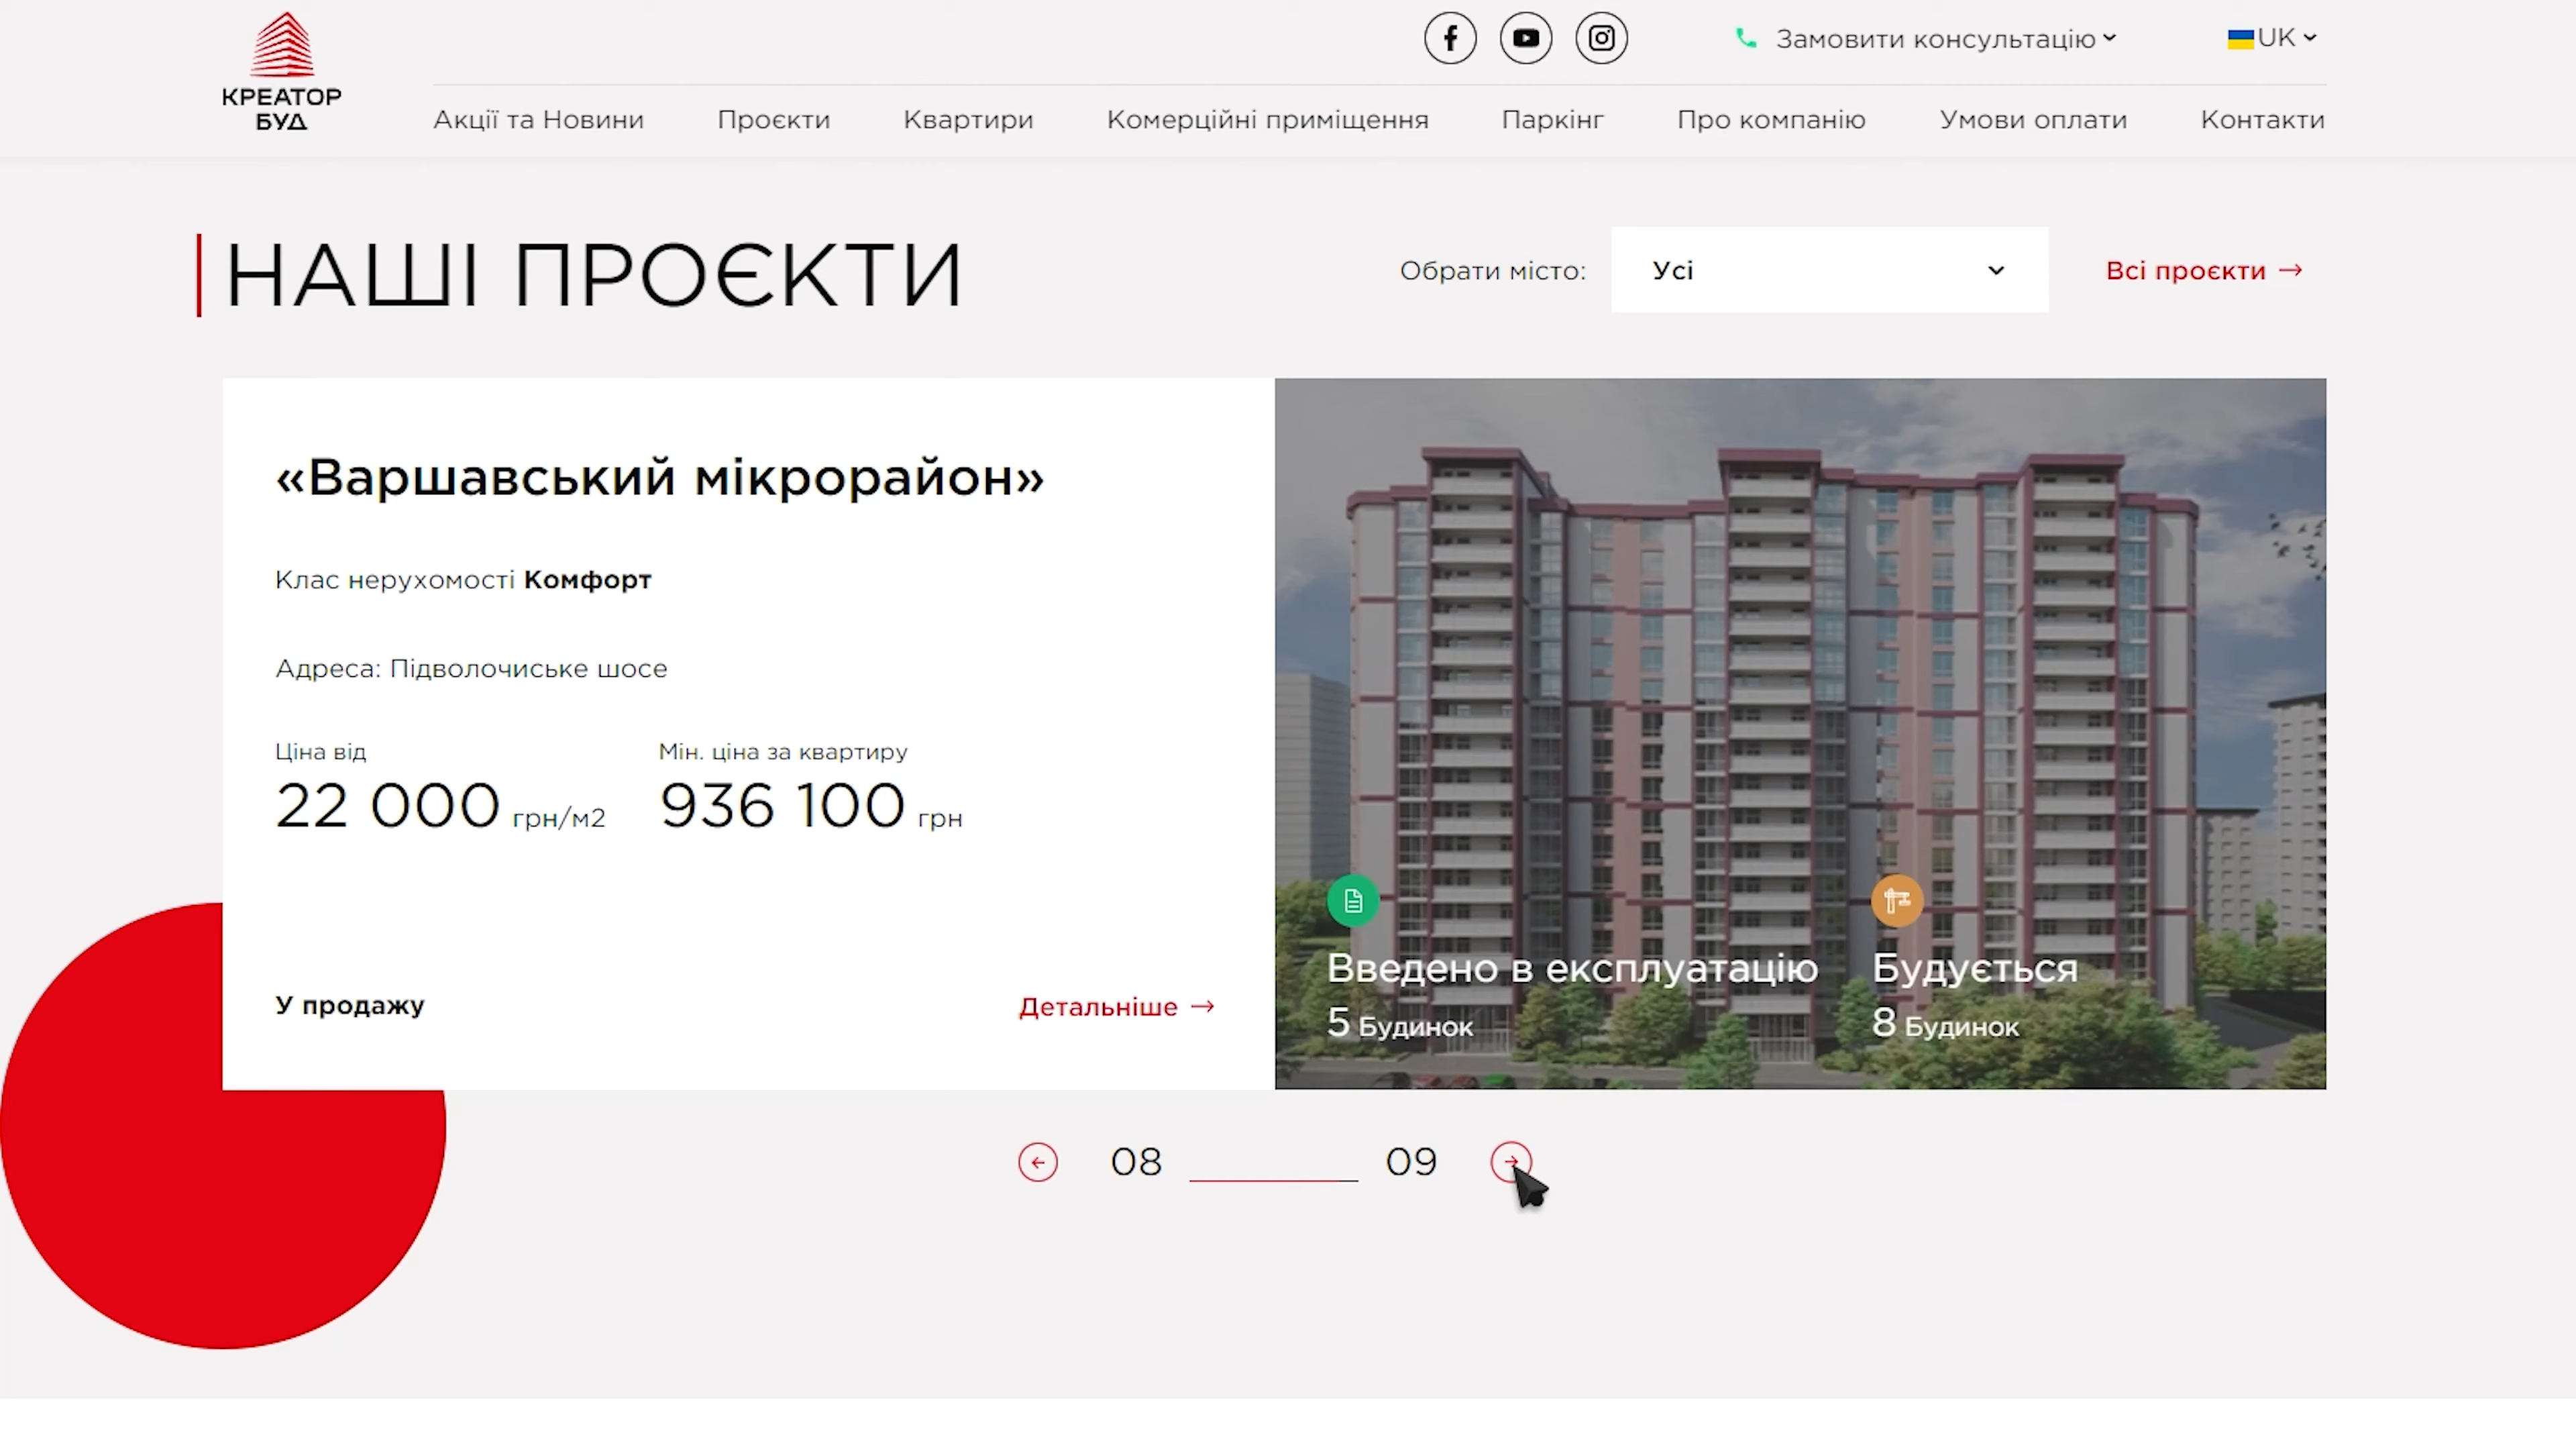 КРЕАТОР
БУД
Замовити консультацію
UK
Акції та Новини
Проєкти
Квартири
Комерційні приміщення
Паркінг
Про компанію
Умови оплати
Контакти
НАШІ ПРОЄКТИ
Обрати місто:
Усі
Всі проєкти →
«Варшавський мікрорайон»
Клас нерухомості Комфорт
Адреса: Підволочиське шосе
Ціна від
22 000 грн/м2
Мін. ціна за квартиру
936 100 грн
У продажу
Детальніше →
Введено в експлуатацію
5 Будинок
Будується
8 Будинок
08
09